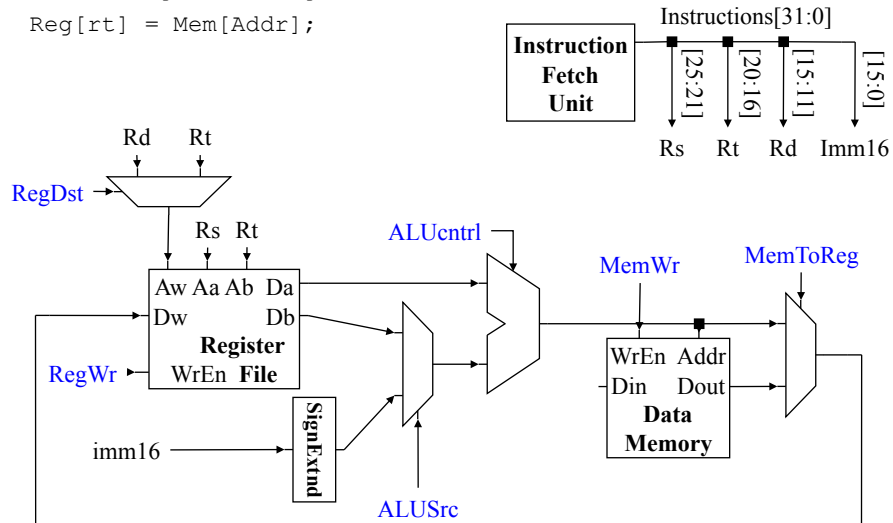 Reg[rt] = Mem[Addr];
Instructions[31:0]
Instruction
Fetch
Unit
[25:21]
[20:16]
[15:11]
[15:0]
Rs Rt Rd Imm16
Rd Rt
RegDst
Rs Rt
ALUcntrl
MemWr
MemToReg
Aw Aa Ab Da
Dw Db
Register
WrEn File
RegWr
WrEn Addr
Din Dout
Data
Memory
SignExtnd
imm16
ALUSrc